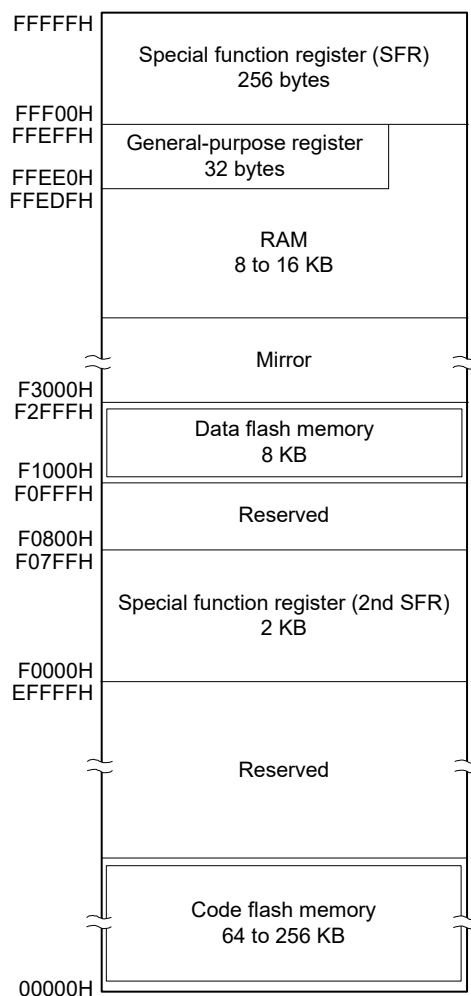 FFFFFH
Special function register (SFR)
256 bytes
FFF00H
FFEFFH
General-purpose register
32 bytes
FFEE0H
FFEDFH
RAM
8 to 16 KB
Mirror
F3000H
F2FFFH
Data flash memory
8 KB
F1000H
F0FFFH
Reserved
F0800H
F07FFH
Special function register (2nd SFR)
2 KB
F0000H
EFFFFH
Reserved
Code flash memory
64 to 256 KB
00000H